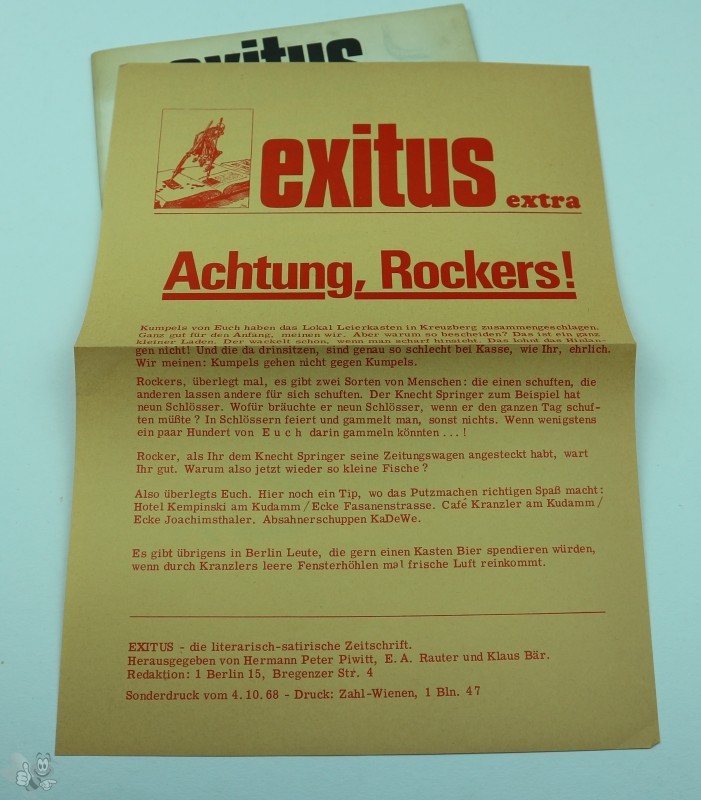 exitus
exitus
extra
Achtung, Rockers!
Kumpels von Euch haben das Lokal Leierkasten in Kreuzberg zusammengeschlagen.
Ganz gut für den Anfang, meinen wir. Aber warum so bescheiden? Das ist ein ganz
kleiner Laden. Der wackelt schon, wenn man scharf hinsieht. Das lohnt das Hinlan-
gen nicht! Und die da drinsitzen, sind genau so schlecht bei Kasse, wie Ihr, ehrlich.
Wir meinen: Kumpels gehen nicht gegen Kumpels.
Rockers, überlegt mal, es gibt zwei Sorten von Menschen: die einen schuften, die
anderen lassen andere für sich schuften. Der Knecht Springer zum Beispiel hat
neun Schlösser. Wofür bräuchte er neun Schlösser, wenn er den ganzen Tag schuf-
ten müßte? In Schlössern feiert und gammelt man, sonst nichts. Wenn wenigstens
ein paar Hundert von E u c h darin gammeln könnten . . . !
Rocker, als Ihr dem Knecht Springer seine Zeitungswagen angesteckt habt, wart
Ihr gut. Warum also jetzt wieder so kleine Fische?
Also überlegts Euch. Hier noch ein Tip, wo das Putzmachen richtigen Spaß macht:
Hotel Kempinski am Kudamm / Ecke Fasanenstrasse. Café Kranzler am Kudamm /
Ecke Joachimsthaler. Absahnerschuppen KaDeWe.
Es gibt übrigens in Berlin Leute, die gern einen Kasten Bier spendieren würden,
wenn durch Kranzlers leere Fensterhöhlen mal frische Luft reinkommt.
EXITUS - die literarisch-satirische Zeitschrift.
Herausgegeben von Hermann Peter Piwitt, E. A. Rauter und Klaus Bär.
Redaktion: 1 Berlin 15, Bregenzer Str. 4
Sonderdruck vom 4.10.68 - Druck: Zahl-Wienen, 1 Bln. 47